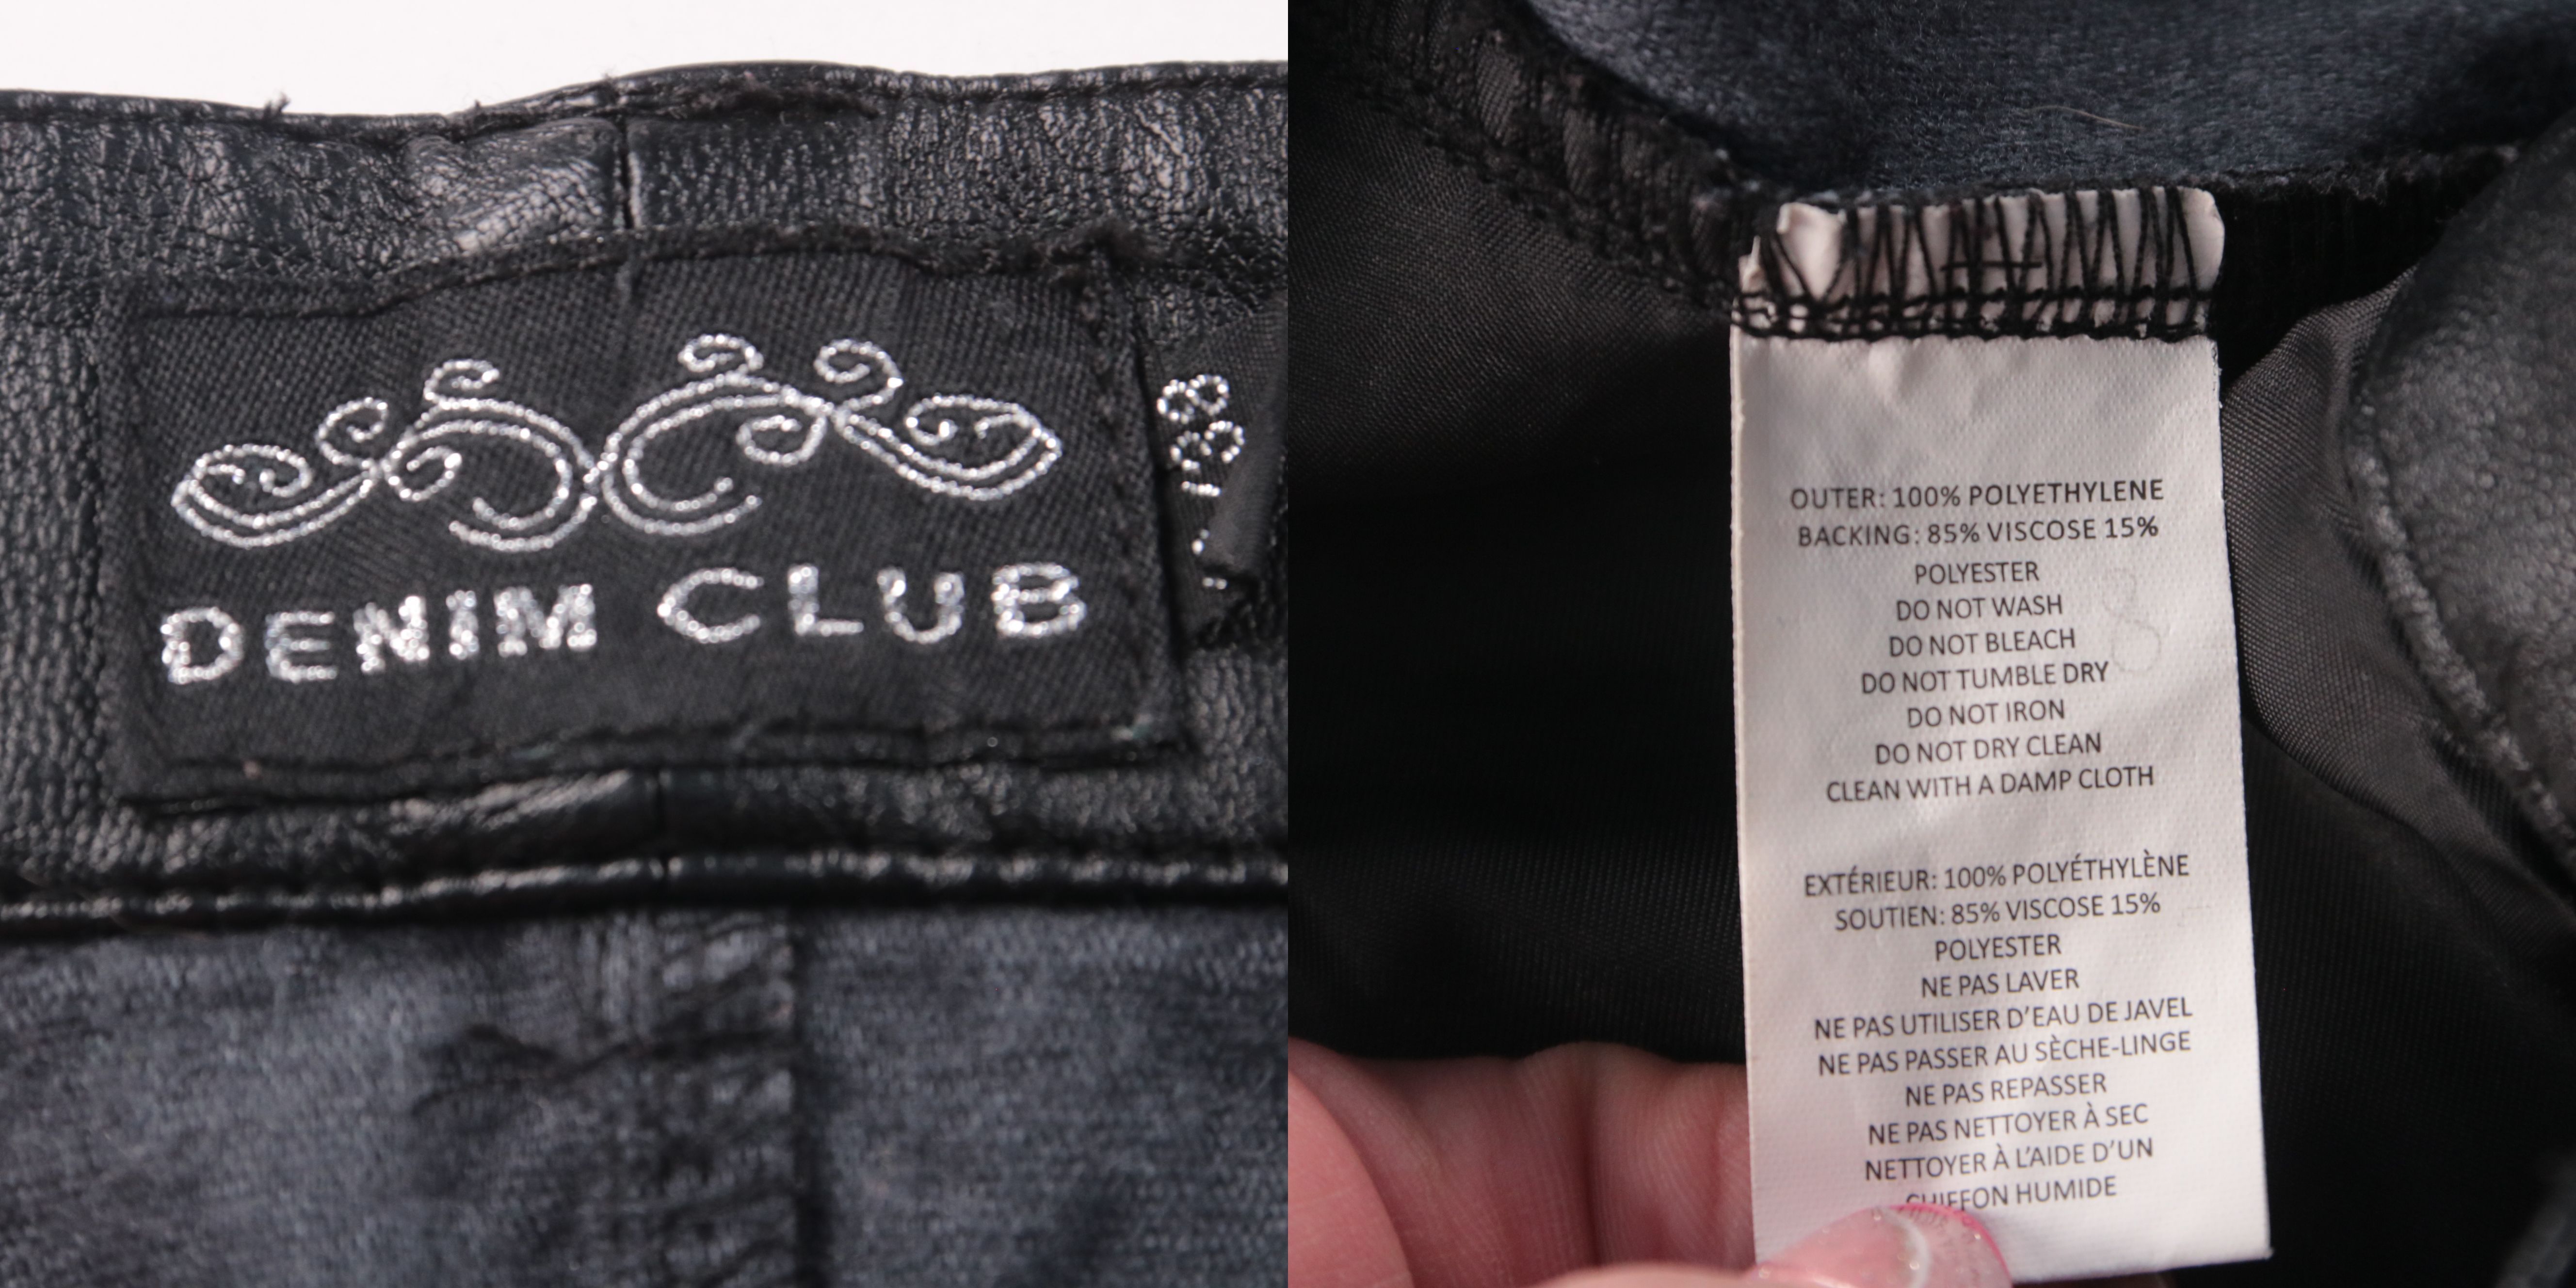 DENIM CLUB
38
OUTER: 100% POLYETHYLENE
BACKING: 85% VISCOSE 15%
POLYESTER
DO NOT WASH
DO NOT BLEACH
DO NOT TUMBLE DRY
DO NOT IRON
DO NOT DRY CLEAN
CLEAN WITH A DAMP CLOTH
EXTÉRIEUR: 100% POLYÉTHYLÈNE
SOUTIEN: 85% VISCOSE 15%
POLYESTER
NE PAS LAVER
NE PAS UTILISER D'EAU DE JAVEL
NE PAS PASSER AU SÈCHE-LINGE
NE PAS REPASSER
NE PAS NETTOYER À SEC
NETTOYER À L'AIDE D'UN
CHIFFON HUMIDE